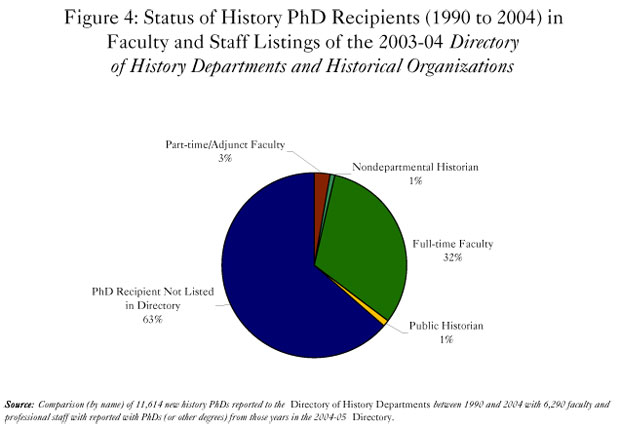 Figure 4: Status of History PhD Recipients (1990 to 2004) in
Faculty and Staff Listings of the 2003-04 Directory
of History Departments and Historical Organizations
Part-time/Adjunct Faculty
3%
Nondepartmental Historian
1%
Full-time Faculty
32%
PhD Recipient Not Listed
in Directory
63%
Public Historian
1%
Source: Comparison (by name) of 11,614 new history PhDs reported to the Directory of History Departments between 1990 and 2004 with 6,290 faculty and
professional staff with reported with PhDs (or other degrees) from those years in the 2004-05 Directory.